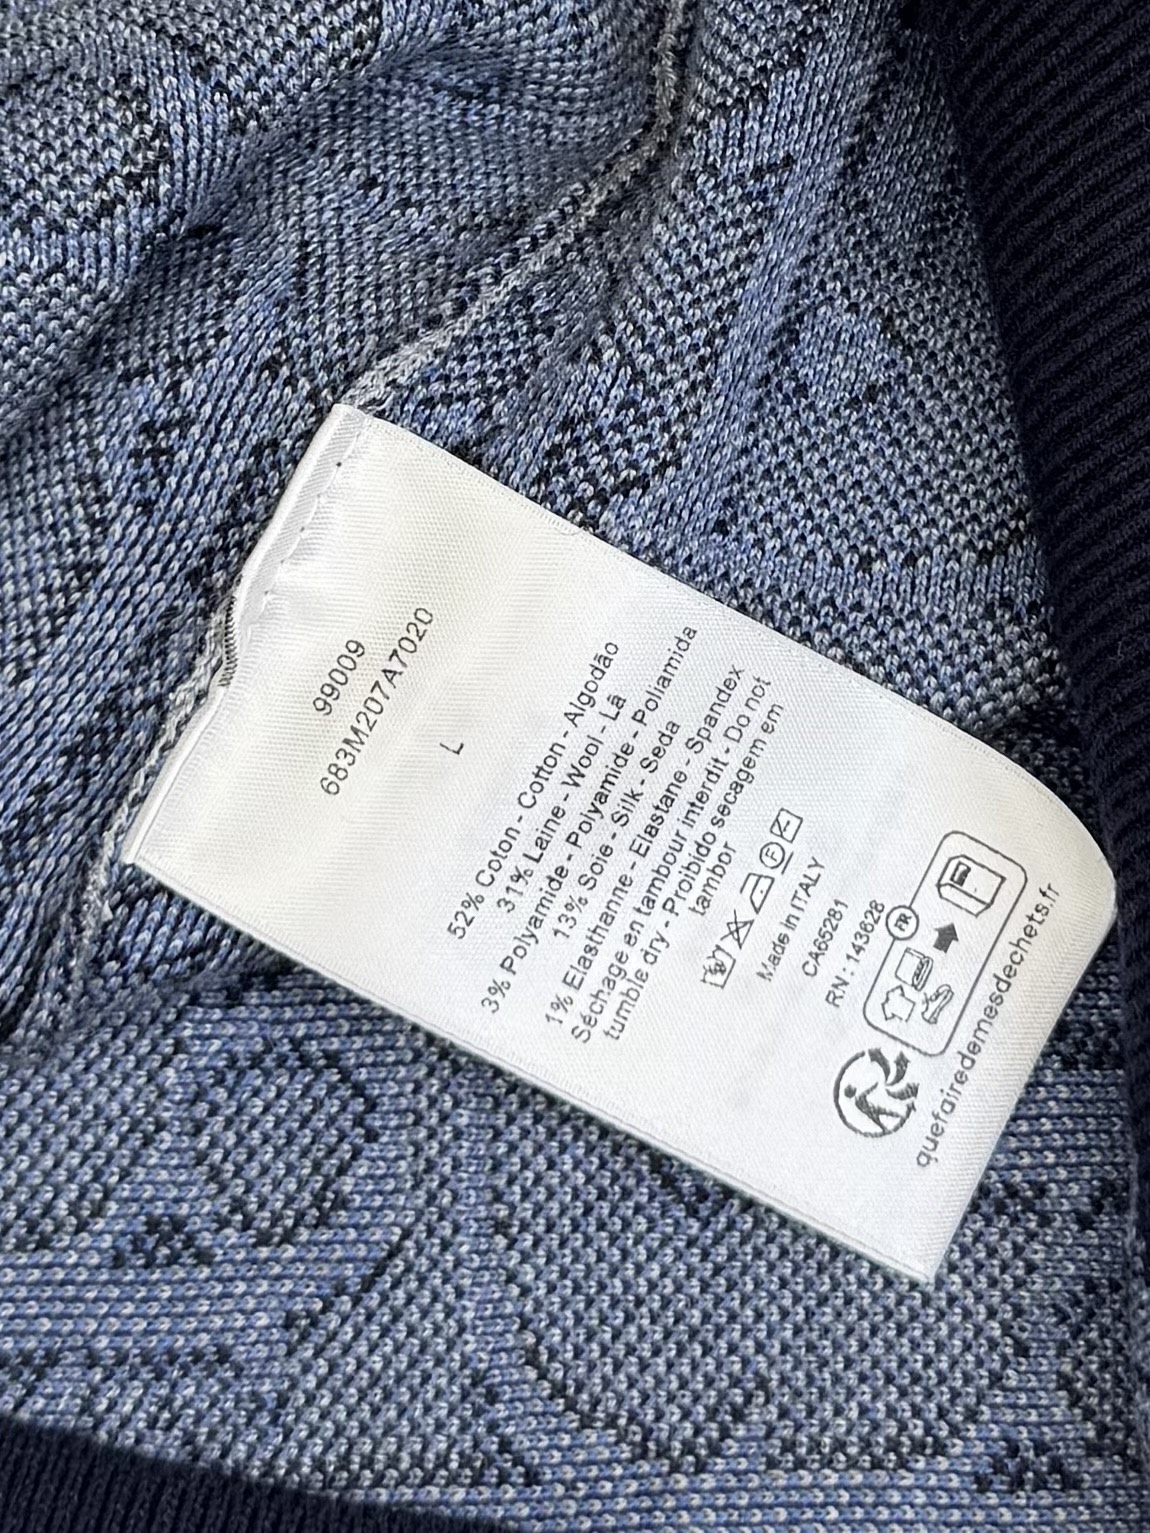 99009
683M207A7020
L
52% Coton - Cotton - Algodão
31% Laine - Wool - Lã
3% Polyamide - Polyamide - Poliamida
13% Soie - Silk - Seda
1% Elasthanne - Elastane - Spandex
Séchage en tambour interdit - Do not
tumble dry - Proibido secagem em
tambor
Made in ITALY
CA65281
RN: 143628
FR
quefairedemesdechets.fr